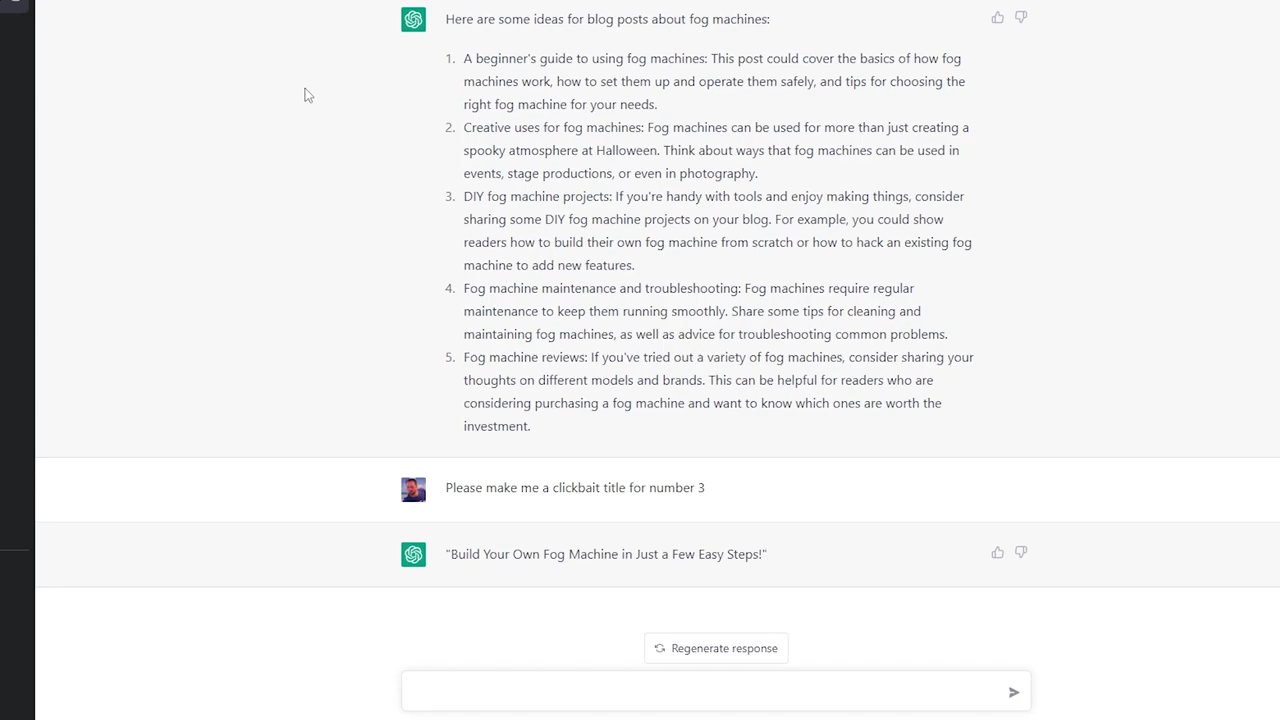 Here are some ideas for blog posts about fog machines:
1. A beginner's guide to using fog machines: This post could cover the basics of how fog
machines work, how to set them up and operate them safely, and tips for choosing the
right fog machine for your needs.
2. Creative uses for fog machines: Fog machines can be used for more than just creating a
spooky atmosphere at Halloween. Think about ways that fog machines can be used in
events, stage productions, or even in photography.
3. DIY fog machine projects: If you're handy with tools and enjoy making things, consider
sharing some DIY fog machine projects on your blog. For example, you could show
readers how to build their own fog machine from scratch or how to hack an existing fog
machine to add new features.
4. Fog machine maintenance and troubleshooting: Fog machines require regular
maintenance to keep them running smoothly. Share some tips for cleaning and
maintaining fog machines, as well as advice for troubleshooting common problems.
5. Fog machine reviews: If you've tried out a variety of fog machines, consider sharing your
thoughts on different models and brands. This can be helpful for readers who are
considering purchasing a fog machine and want to know which ones are worth the
investment.
Please make me a clickbait title for number 3
"Build Your Own Fog Machine in Just a Few Easy Steps!"
Regenerate response